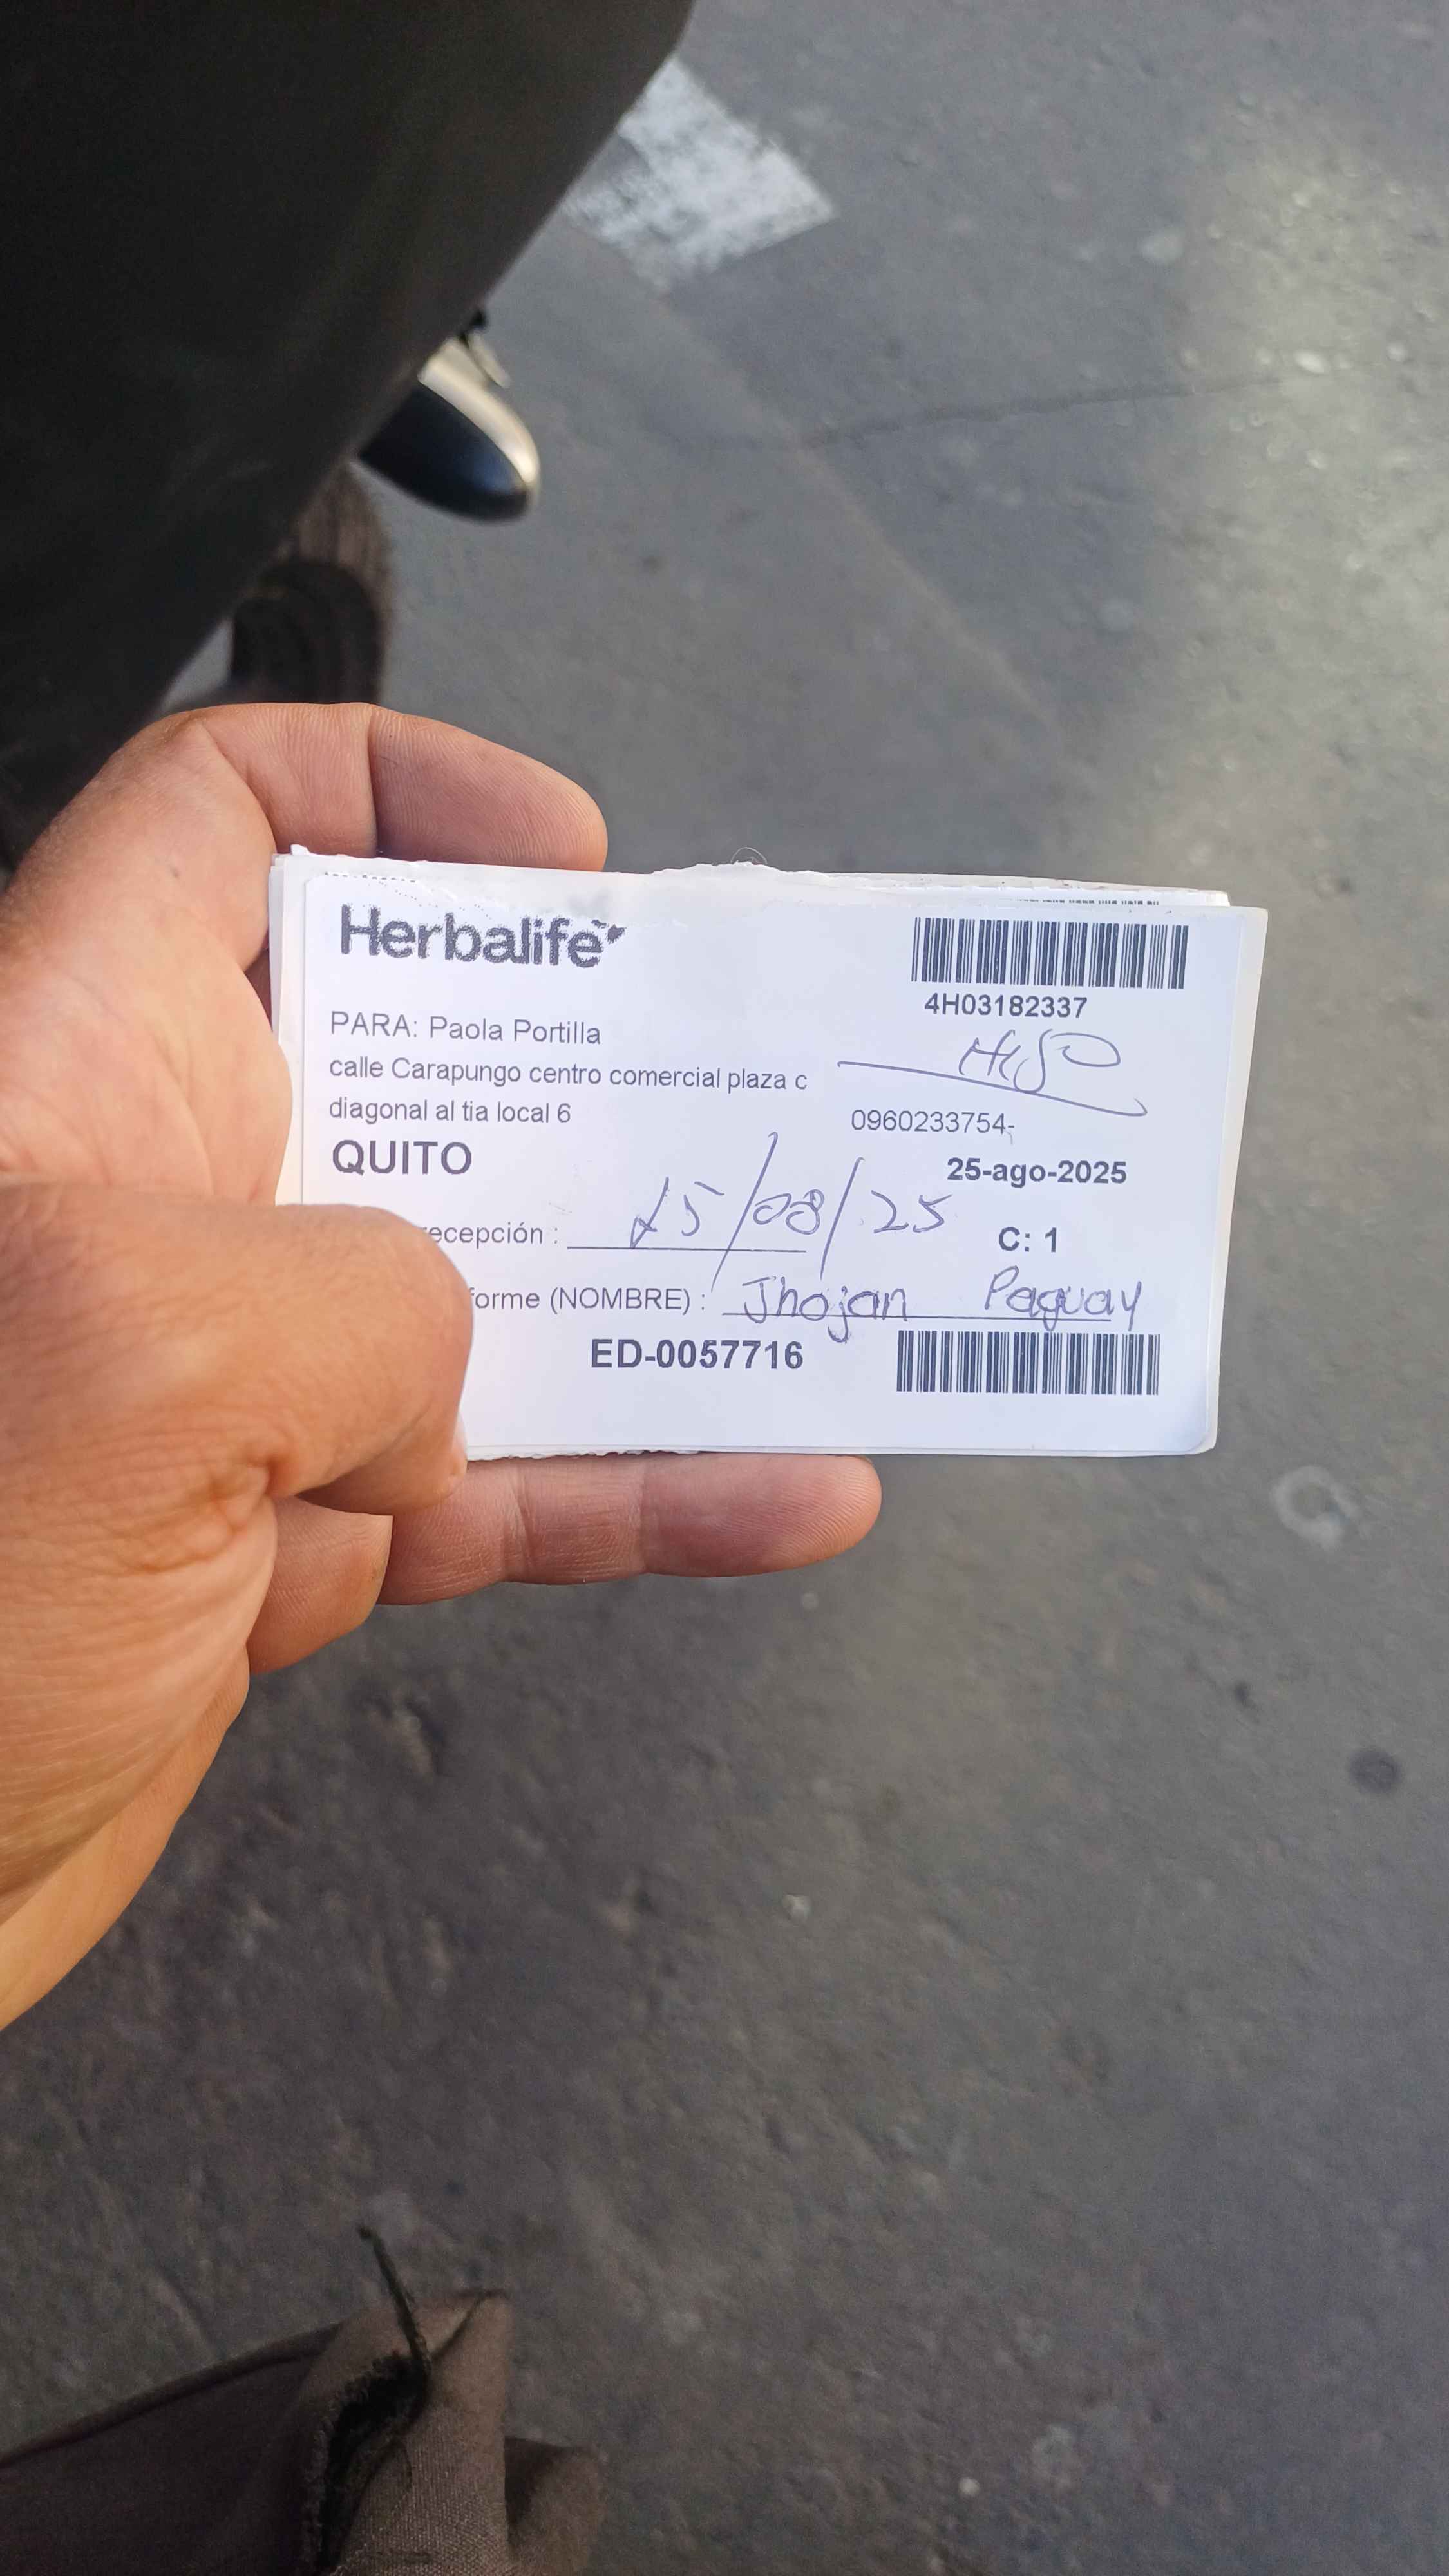 Herbalife
4H03182337
PARA: Paola Portilla
calle Carapungo centro comercial plaza c
diagonal al tia local 6
0960233754-
QUITO
25-ago-2025
ecepción : 25/08/25
C: 1
forme (NOMBRE) : Jhojan Paguay
ED-0057716